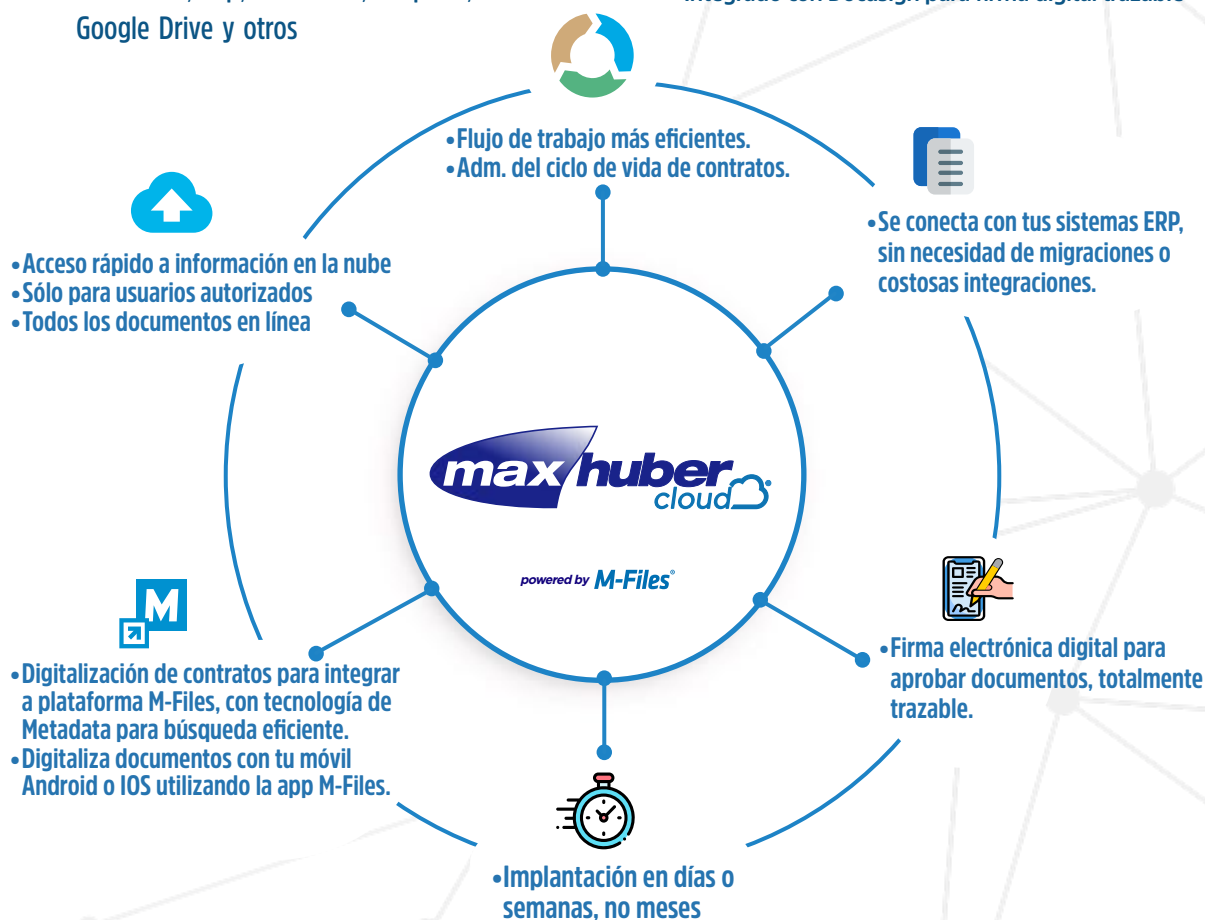 Google Drive y otros
•Flujo de trabajo más eficientes.
•Adm. del ciclo de vida de contratos.
•Se conecta con tus sistemas ERP,
sin necesidad de migraciones o
costosas integraciones.
•Acceso rápido a información en la nube
•Sólo para usuarios autorizados
•Todos los documentos en línea
max huber
cloud
powered by M-Files®
M
•Firma electrónica digital para
aprobar documentos, totalmente
trazable.
•Digitalización de contratos para integrar
a plataforma M-Files, con tecnología de
Metadata para búsqueda eficiente.
•Digitaliza documentos con tu móvil
Android o IOS utilizando la app M-Files.
•Implantación en días o
semanas, no meses